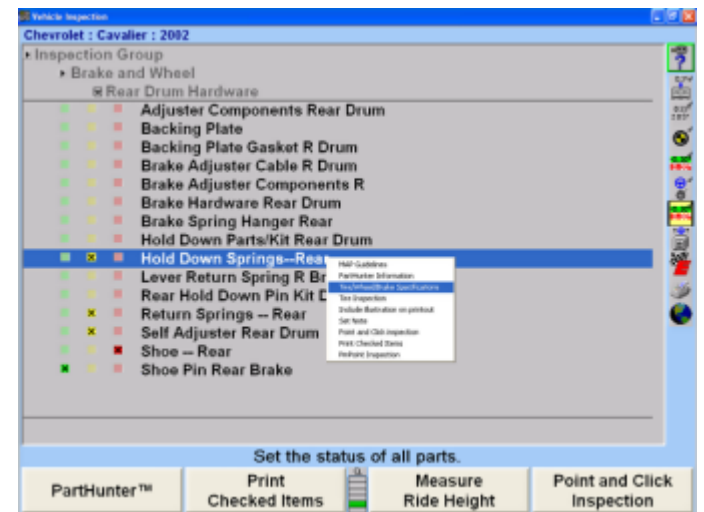 Vehicle Inspection
Chevrolet : Cavalier : 2002
Inspection Group
Brake and Wheel
Rear Drum Hardware
Adjuster Components Rear Drum
Backing Plate
Backing Plate Gasket R Drum
Brake Adjuster Cable R Drum
Brake Adjuster Components R
Brake Hardware Rear Drum
Brake Spring Hanger Rear
Hold Down Parts/Kit Rear Drum
Hold Down Springs--Rear
Lever Return Spring R Br
Rear Hold Down Pin Kit D
Return Springs -- Rear
Self Adjuster Rear Drum
Shoe -- Rear
Shoe Pin Rear Brake
MAP Guidelines
PartHunter Information
Tire/Wheel/Brake Specifications
Tire Inspection
Include illustration on printout
Set Note
Point and Click Inspection
Print Checked Items
PinPoint Inspection
Set the status of all parts.
PartHunter™
Print
Checked Items
Measure
Ride Height
Point and Click
Inspection